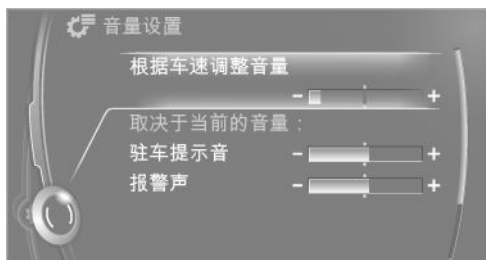 音量设置
根据车速调整音量
- +
取决于当前的音量：
驻车提示音 - +
报警声 - +